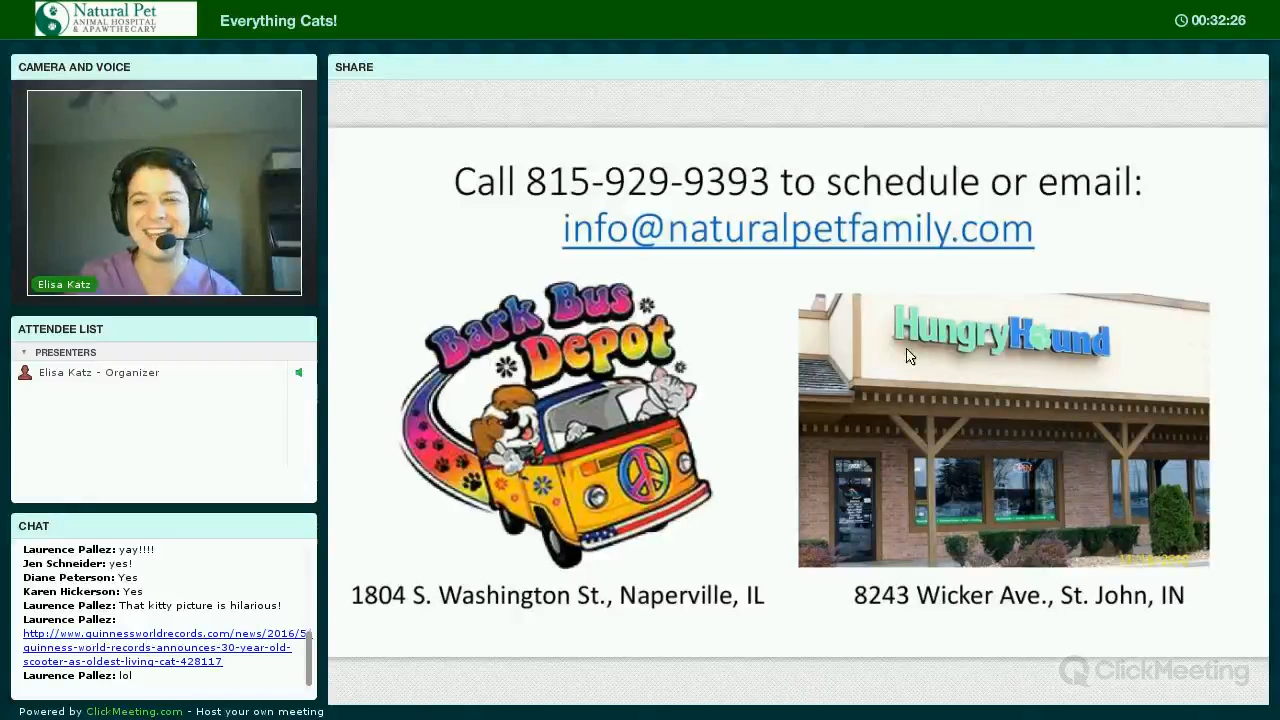 Natural Pet
ANIMAL HOSPITAL
& APAWTHECARY
Everything Cats!
00:32:26
CAMERA AND VOICE
Elisa Katz
ATTENDEE LIST
PRESENTERS
Elisa Katz - Organizer
CHAT
Laurence Pallez: yay!!!!
Jen Schneider: yes!
Diane Peterson: Yes
Karen Hickerson: Yes
Laurence Pallez: That kitty picture is hilarious!
Laurence Pallez:
http://www.guinnessworldrecords.com/news/2016/5/
guinness-world-records-announces-30-year-old-
scooter-as-oldest-living-cat-428117
Laurence Pallez: lol
Powered by ClickMeeting.com - Host your own meeting
SHARE
Call 815-929-9393 to schedule or email:
info@naturalpetfamily.com
Bark Bus
Depot
HungryHound
OPEN
1804 S. Washington St., Naperville, IL
8243 Wicker Ave., St. John, IN
ClickMeeting